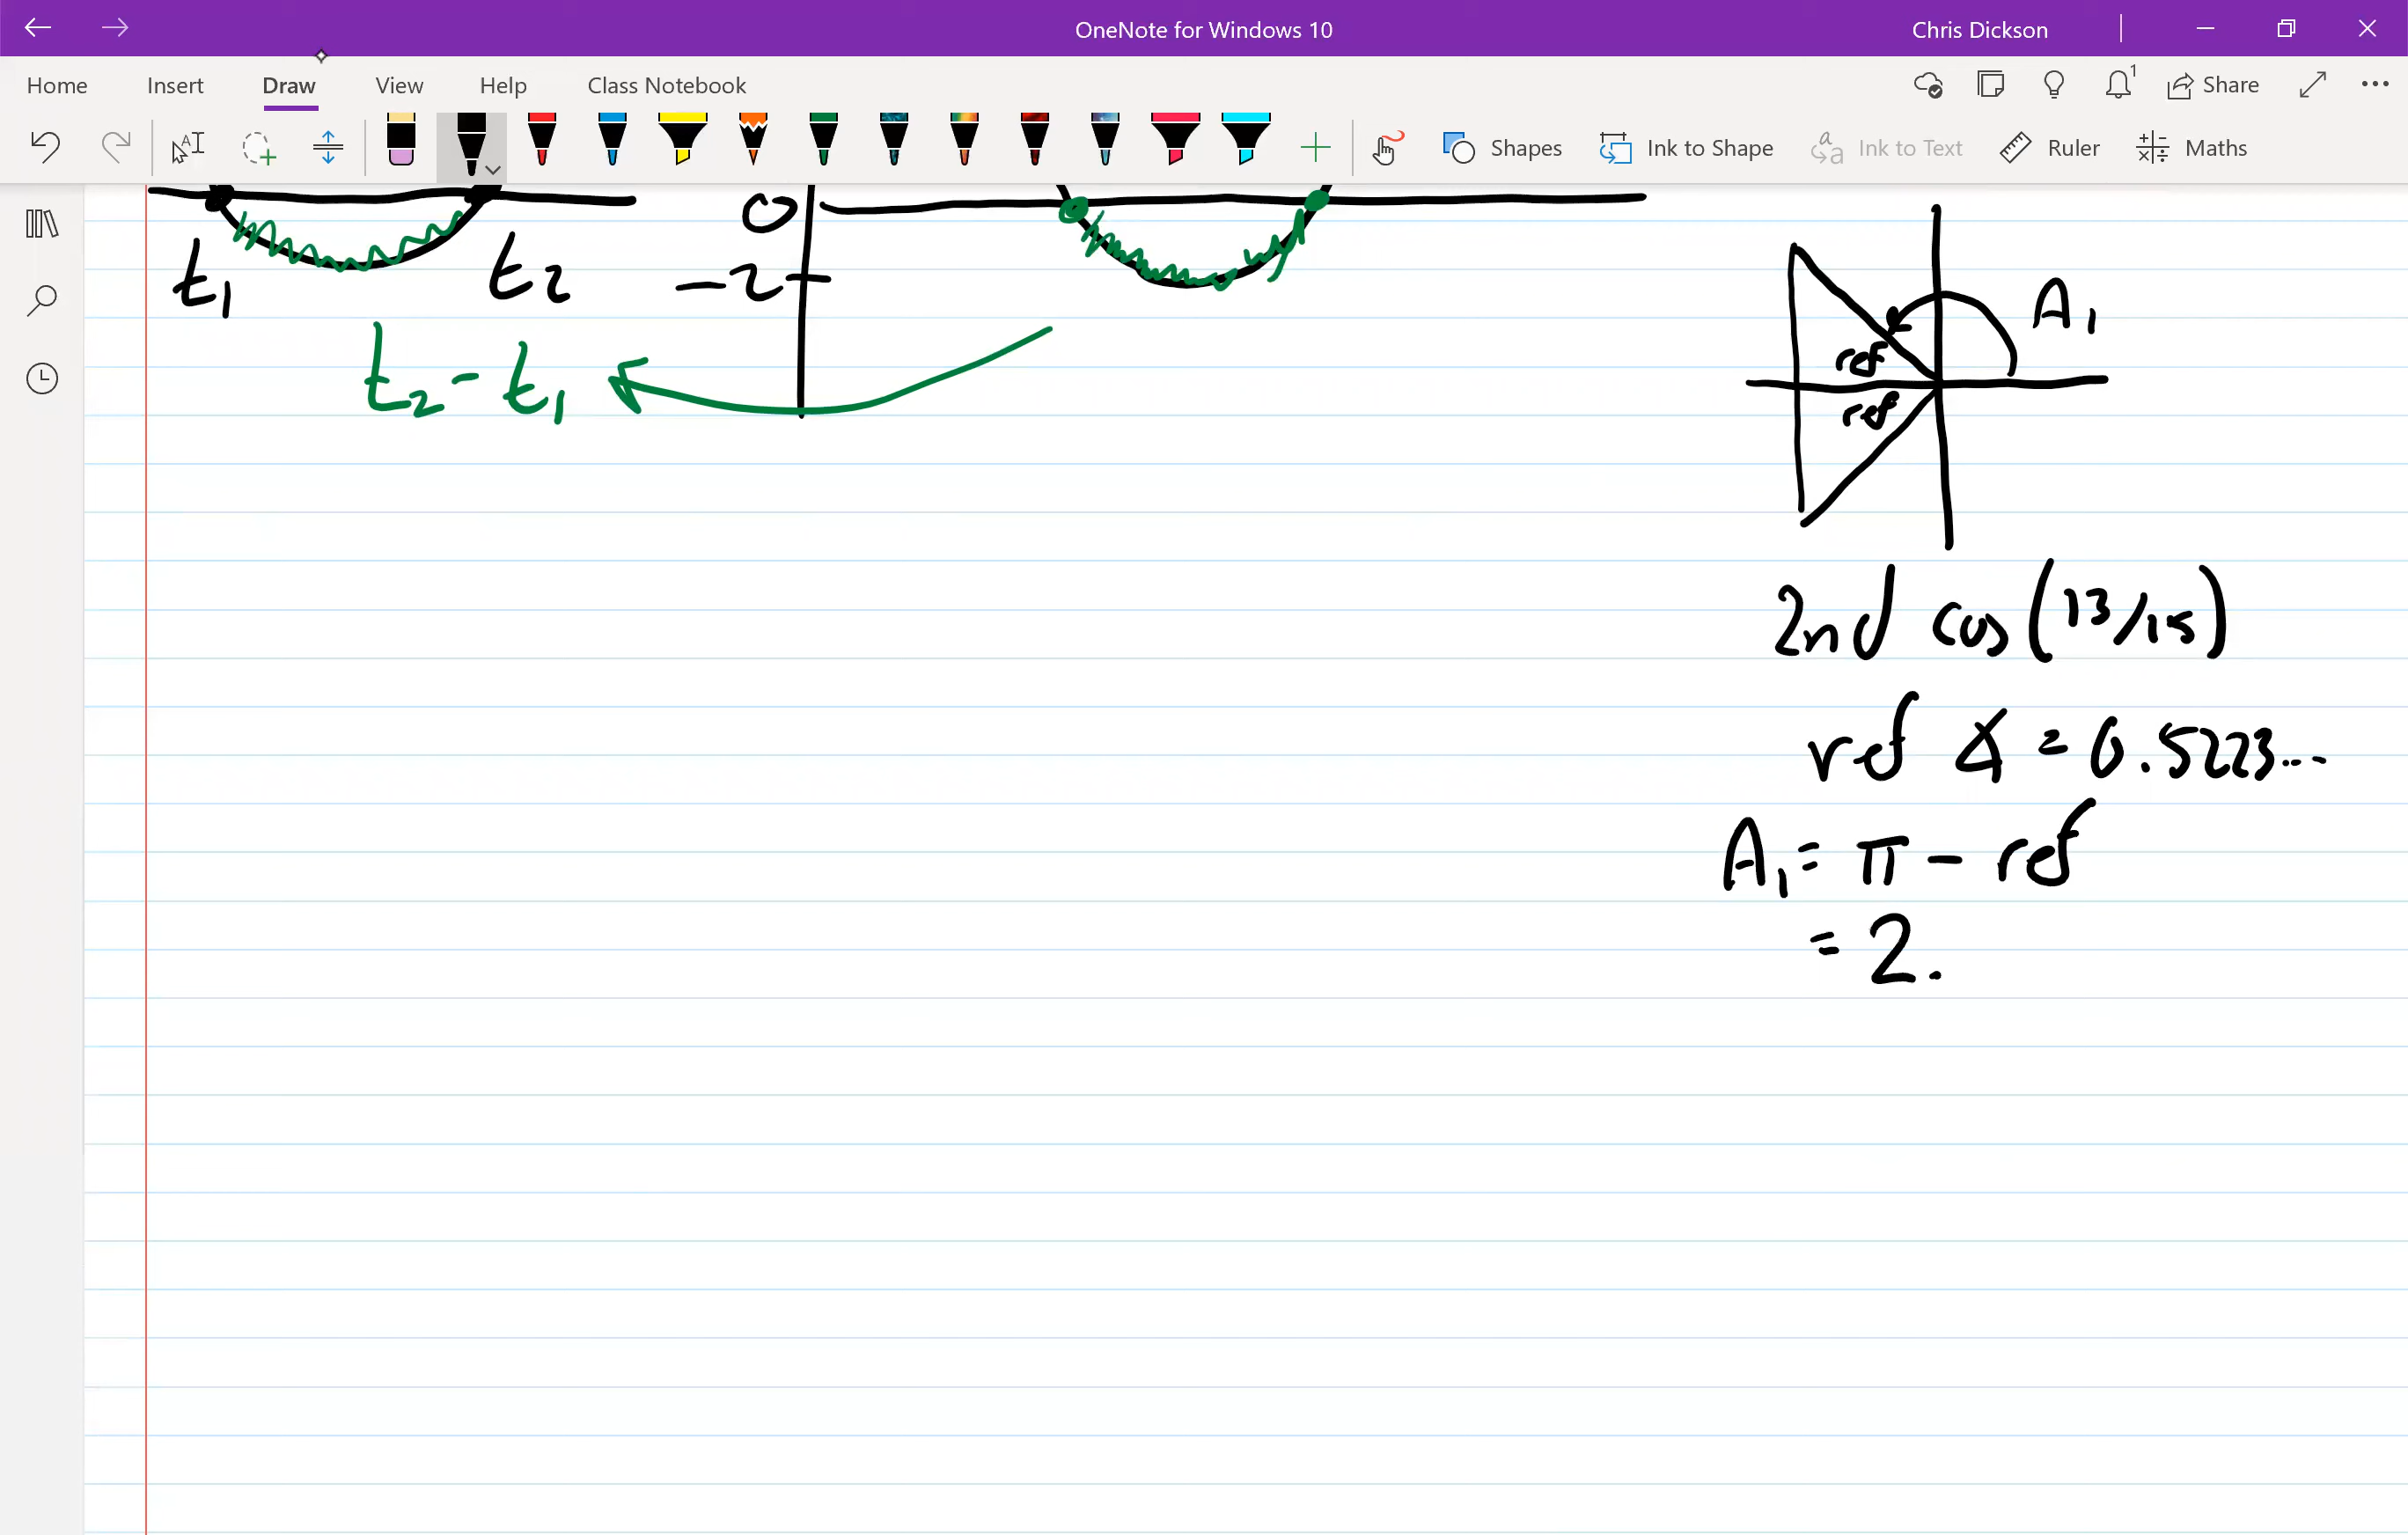 OneNote for Windows 10
Chris Dickson
Home Insert Draw View Help Class Notebook
1 Share
Shapes Ink to Shape Ink to Text Ruler Maths
0
t₁ t₂ -2
t₂ - t₁
A₁
ref
ref
2nd cos(13/15)
ref ∡ = 0.5223...
A₁ = π - ref
= 2.